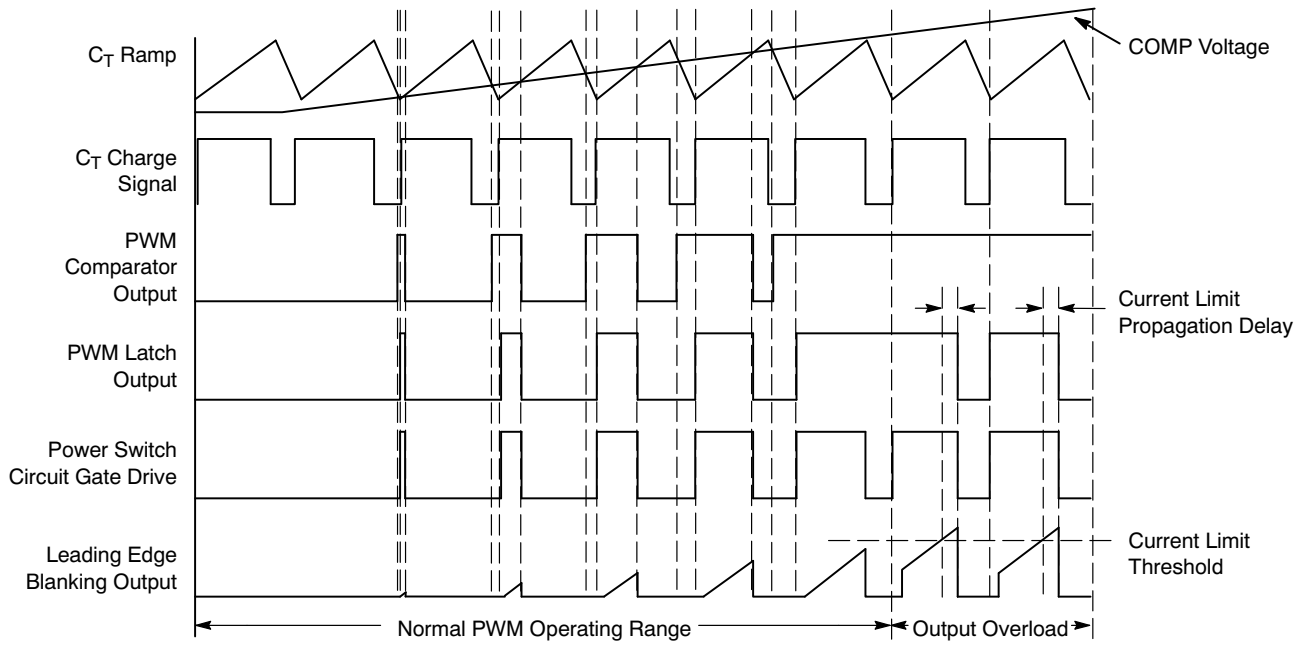 C_T Ramp
COMP Voltage
C_T Charge
Signal
PWM
Comparator
Output
Current Limit
Propagation Delay
PWM Latch
Output
Power Switch
Circuit Gate Drive
Leading Edge
Blanking Output
Current Limit
Threshold
Normal PWM Operating Range
Output Overload